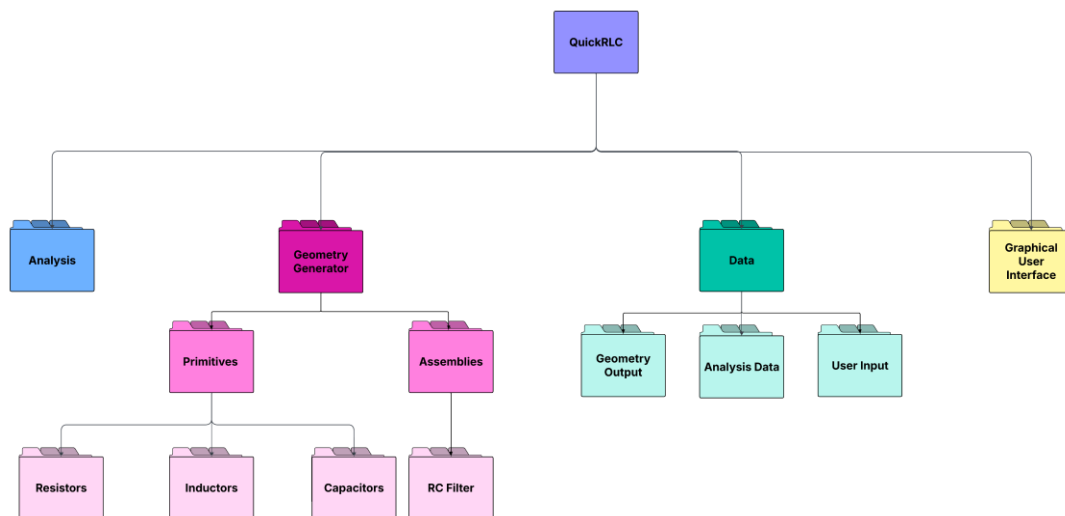 QuickRLC
Analysis
Geometry
Generator
Data
Graphical
User
Interface
Primitives
Assemblies
Geometry
Output
Analysis Data
User Input
Resistors
Inductors
Capacitors
RC Filter